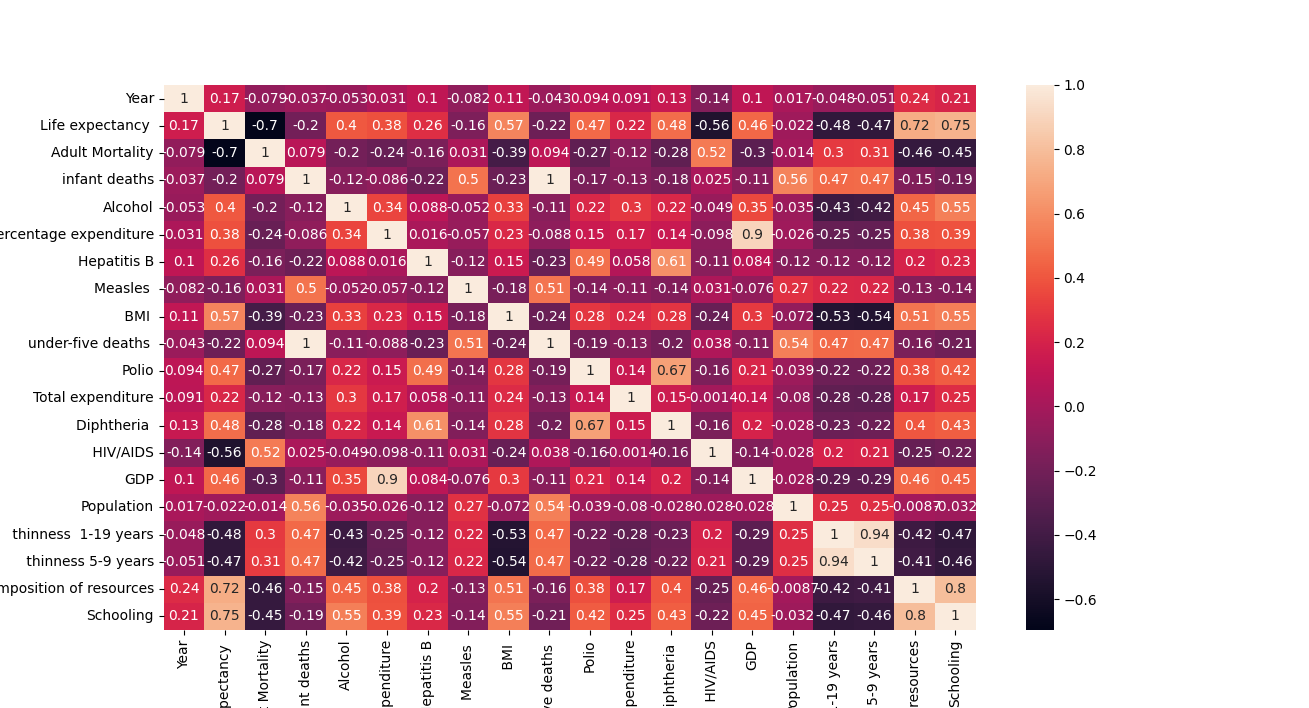 Year 1 0.17 -0.079 -0.037 -0.053 0.031 0.1 -0.082 0.11 -0.043 0.094 0.091 0.13 -0.14 0.1 0.017 -0.048 -0.051 0.24 0.21
Life expectancy 0.17 1 -0.7 -0.2 0.4 0.38 0.26 -0.16 0.57 -0.22 0.47 0.22 0.48 -0.56 0.46 -0.022 -0.48 -0.47 0.72 0.75
Adult Mortality -0.079 -0.7 1 0.079 -0.2 -0.24 -0.16 0.031 -0.39 0.094 -0.27 -0.12 -0.28 0.52 -0.3 -0.014 0.3 0.31 -0.46 -0.45
infant deaths -0.037 -0.2 0.079 1 -0.12 -0.086 -0.22 0.5 -0.23 1 -0.17 -0.13 -0.18 0.025 -0.11 0.56 0.47 0.47 -0.15 -0.19
Alcohol -0.053 0.4 -0.2 -0.12 1 0.34 0.088 -0.052 0.33 -0.11 0.22 0.3 0.22 -0.049 0.35 -0.035 -0.43 -0.42 0.45 0.55
ercentage expenditure 0.031 0.38 -0.24 -0.086 0.34 1 0.016 -0.057 0.23 -0.088 0.15 0.17 0.14 -0.098 0.9 -0.026 -0.25 -0.25 0.38 0.39
Hepatitis B 0.1 0.26 -0.16 -0.22 0.088 0.016 1 -0.12 0.15 -0.23 0.49 0.058 0.61 -0.11 0.084 -0.12 -0.12 -0.12 0.2 0.23
Measles -0.082 -0.16 0.031 0.5 -0.052 -0.057 -0.12 1 -0.18 0.51 -0.14 -0.11 -0.14 0.031 -0.076 0.27 0.22 0.22 -0.13 -0.14
BMI 0.11 0.57 -0.39 -0.23 0.33 0.23 0.15 -0.18 1 -0.24 0.28 0.24 0.28 -0.24 0.3 -0.072 -0.53 -0.54 0.51 0.55
under-five deaths -0.043 -0.22 0.094 1 -0.11 -0.088 -0.23 0.51 -0.24 1 -0.19 -0.13 -0.2 0.038 -0.11 0.54 0.47 0.47 -0.16 -0.21
Polio 0.094 0.47 -0.27 -0.17 0.22 0.15 0.49 -0.14 0.28 -0.19 1 0.14 0.67 -0.16 0.21 -0.039 -0.22 -0.22 0.38 0.42
Total expenditure 0.091 0.22 -0.12 -0.13 0.3 0.17 0.058 -0.11 0.24 -0.13 0.14 1 0.15 -0.0014 0.14 -0.08 -0.28 -0.28 0.17 0.25
Diphtheria 0.13 0.48 -0.28 -0.18 0.22 0.14 0.61 -0.14 0.28 -0.2 0.67 0.15 1 -0.16 0.2 -0.028 -0.23 -0.22 0.4 0.43
HIV/AIDS -0.14 -0.56 0.52 0.025 -0.049 -0.098 -0.11 0.031 -0.24 0.038 -0.16 -0.0014 -0.16 1 -0.14 -0.028 0.2 0.21 -0.25 -0.22
GDP 0.1 0.46 -0.3 -0.11 0.35 0.9 0.084 -0.076 0.3 -0.11 0.21 0.14 0.2 -0.14 1 -0.028 -0.29 -0.29 0.46 0.45
Population 0.017 -0.022 -0.014 0.56 -0.035 -0.026 -0.12 0.27 -0.072 0.54 -0.039 -0.08 -0.028 -0.028 -0.028 1 0.25 0.25 -0.0087 -0.032
thinness 1-19 years -0.048 -0.48 0.3 0.47 -0.43 -0.25 -0.12 0.22 -0.53 0.47 -0.22 -0.28 -0.23 0.2 -0.29 0.25 1 0.94 -0.42 -0.47
thinness 5-9 years -0.051 -0.47 0.31 0.47 -0.42 -0.25 -0.12 0.22 -0.54 0.47 -0.22 -0.28 -0.22 0.21 -0.29 0.25 0.94 1 -0.41 -0.46
mposition of resources 0.24 0.72 -0.46 -0.15 0.45 0.38 0.2 -0.13 0.51 -0.16 0.38 0.17 0.4 -0.25 0.46 -0.0087 -0.42 -0.41 1 0.8
Schooling 0.21 0.75 -0.45 -0.19 0.55 0.39 0.23 -0.14 0.55 -0.21 0.42 0.25 0.43 -0.22 0.45 -0.032 -0.47 -0.46 0.8 1
Year
pectancy
Mortality
nt deaths
Alcohol
penditure
epatitis B
Measles
BMI
ve deaths
Polio
penditure
iphtheria
HIV/AIDS
GDP
opulation
-19 years
5-9 years
resources
Schooling
1.0
0.8
0.6
0.4
0.2
0.0
−0.2
−0.4
−0.6